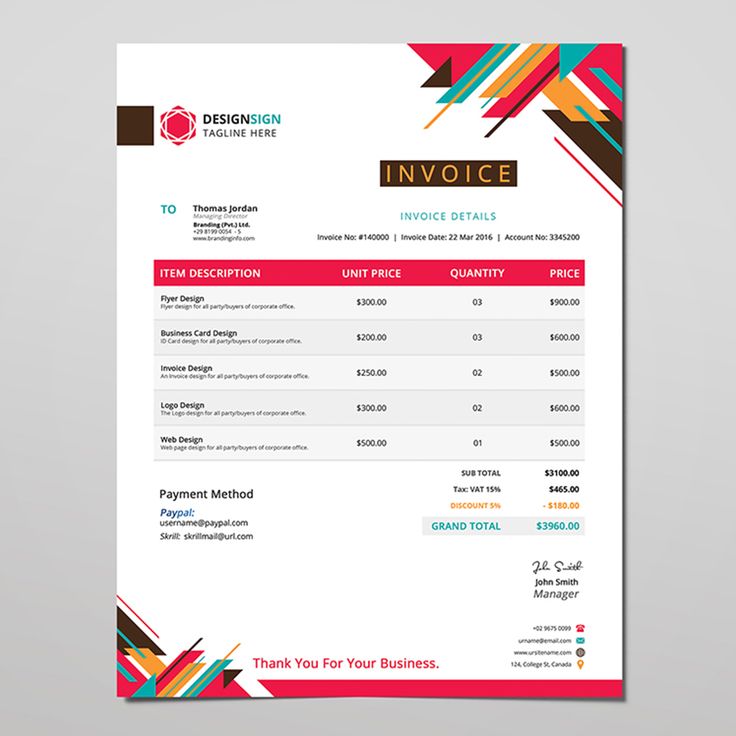 DESIGNSIGN
TAGLINE HERE
INVOICE
TO
Thomas Jordan
Managing Director
Branding (Pvt.) Ltd.
+29 8199 0054 - 5
www.brandinginfo.com
INVOICE DETAILS
Invoice No: #140000 | Invoice Date: 22 Mar 2016 | Account No: 3345200
ITEM DESCRIPTION UNIT PRICE QUANTITY PRICE
Flyer Design
Flyer design for all party/buyers of corporate office.
$300.00 03 $900.00
Business Card Design
ID Card design for all party/buyers of corporate office.
$200.00 03 $600.00
Invoice Design
An Invoice design for all party/buyers of corporate office.
$250.00 02 $500.00
Logo Design
The Logo design for all party/buyers of corporate office.
$300.00 02 $600.00
Web Design
Web page design for all party/buyers of corporate office.
$500.00 01 $500.00
SUB TOTAL $3100.00
Tax: VAT 15% $465.00
DISCOUNT 5% - $180.00
GRAND TOTAL $3960.00
Payment Method
Paypal:
username@paypal.com
Skrill: skrillmail@url.com
John Smith
John Smith
Manager
+02 9675 0099
urname@email.com
www.ursitename.com
124, College St, Canada
Thank You For Your Business.